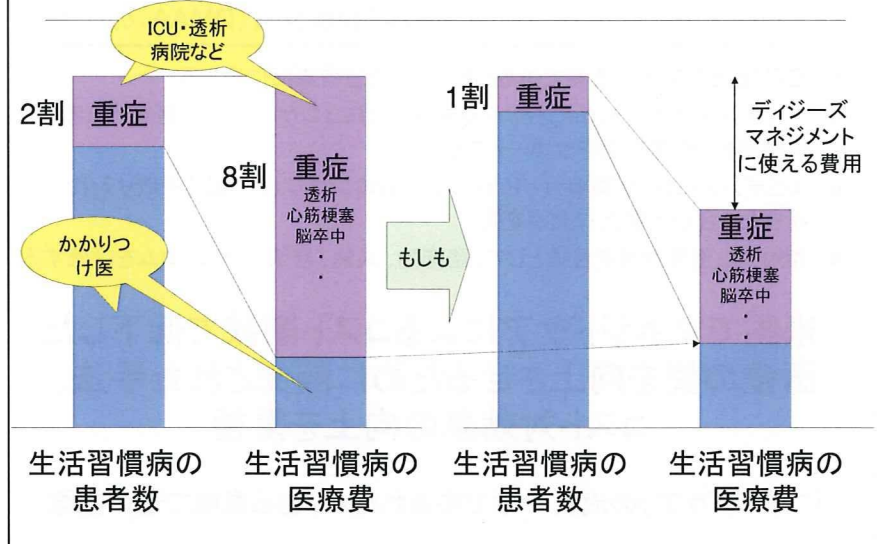 ICU・透析
病院など
2割
重症
8割
重症
透析
心筋梗塞
脳卒中
・
・
かかりつ
け医
もしも
1割
重症
ディジーズ
マネジメント
に使える費用
重症
透析
心筋梗塞
脳卒中
・
・
生活習慣病の
患者数
生活習慣病の
医療費
生活習慣病の
患者数
生活習慣病の
医療費